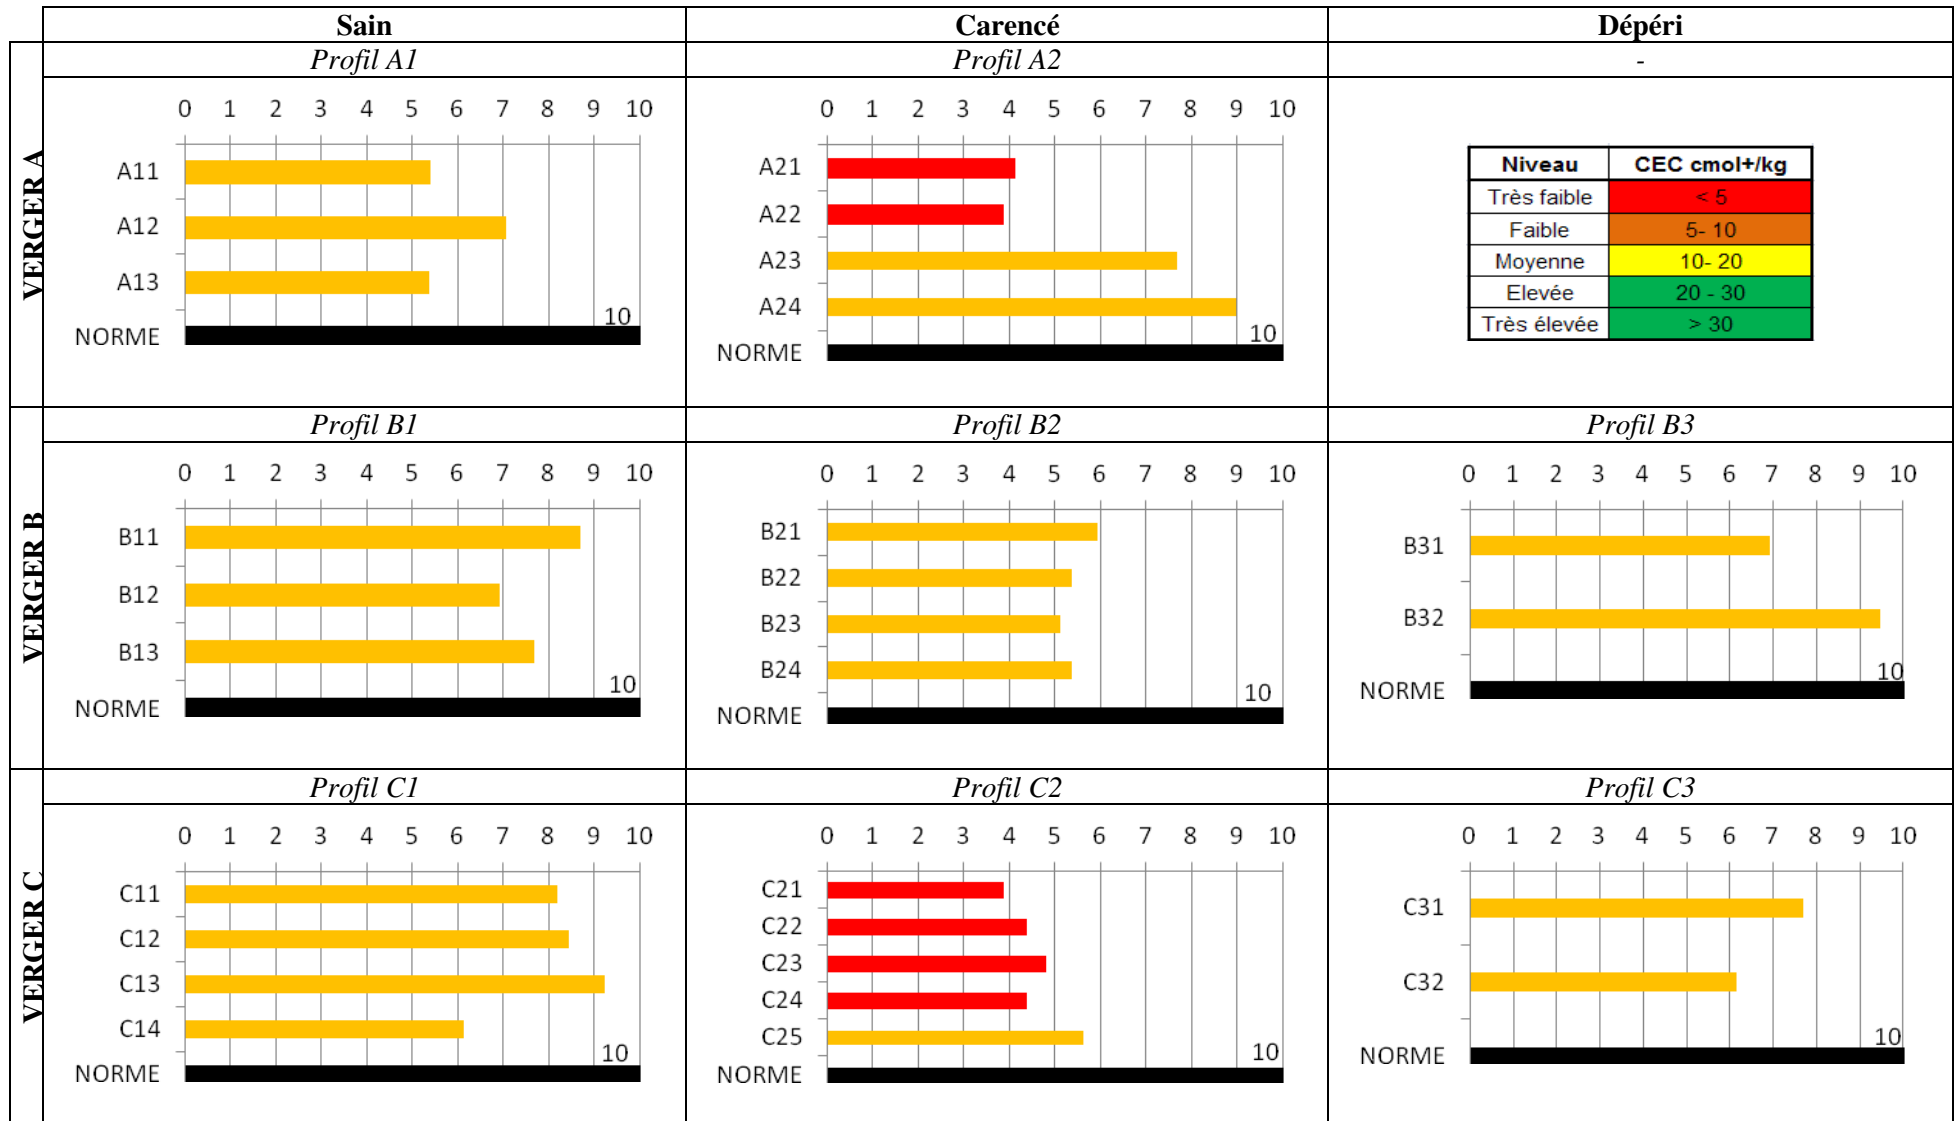 Sain Carencé Dépéri
VERGER A
Profil A1 Profil A2 -
0 1 2 3 4 5 6 7 8 9 10
A11
A12
A13
10
NORME
0 1 2 3 4 5 6 7 8 9 10
A21
A22
A23
A24
10
NORME
Niveau CEC cmol+/kg
Très faible < 5
Faible 5- 10
Moyenne 10- 20
Elevée 20 - 30
Très élevée > 30
VERGER B
Profil B1 Profil B2 Profil B3
0 1 2 3 4 5 6 7 8 9 10
B11
B12
B13
10
NORME
0 1 2 3 4 5 6 7 8 9 10
B21
B22
B23
B24
10
NORME
0 1 2 3 4 5 6 7 8 9 10
B31
B32
10
NORME
VERGER C
Profil C1 Profil C2 Profil C3
0 1 2 3 4 5 6 7 8 9 10
C11
C12
C13
C14
10
NORME
0 1 2 3 4 5 6 7 8 9 10
C21
C22
C23
C24
C25
10
NORME
0 1 2 3 4 5 6 7 8 9 10
C31
C32
10
NORME